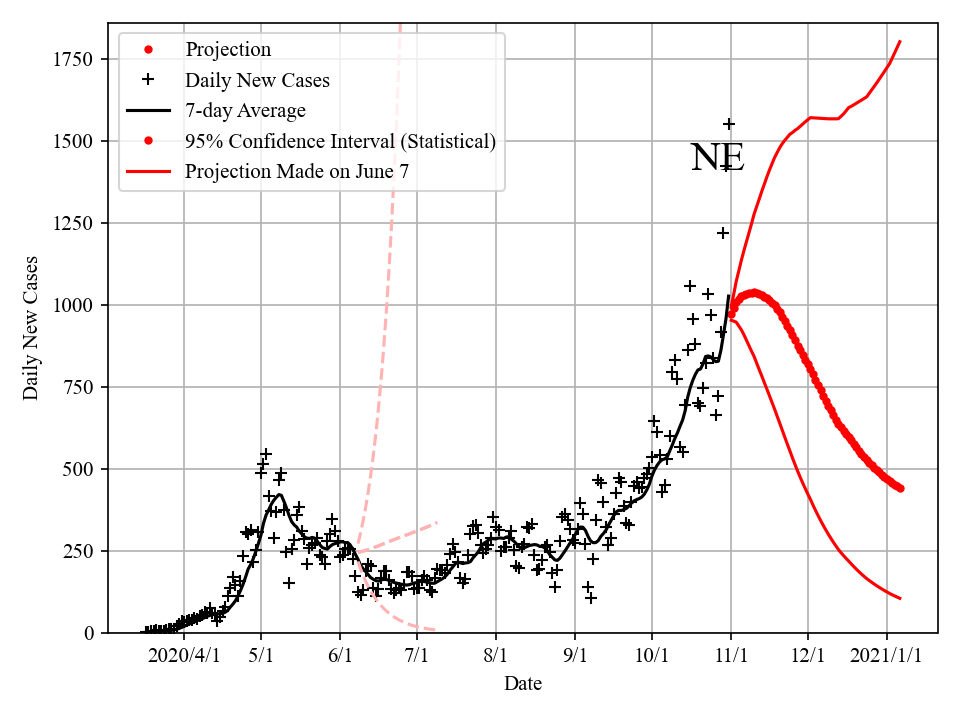 Projection
Daily New Cases
7-day Average
95% Confidence Interval (Statistical)
Projection Made on June 7
NE
Daily New Cases
1750
1500
1250
1000
750
500
250
0
2020/4/1 5/1 6/1 7/1 8/1 9/1 10/1 11/1 12/1 2021/1/1
Date